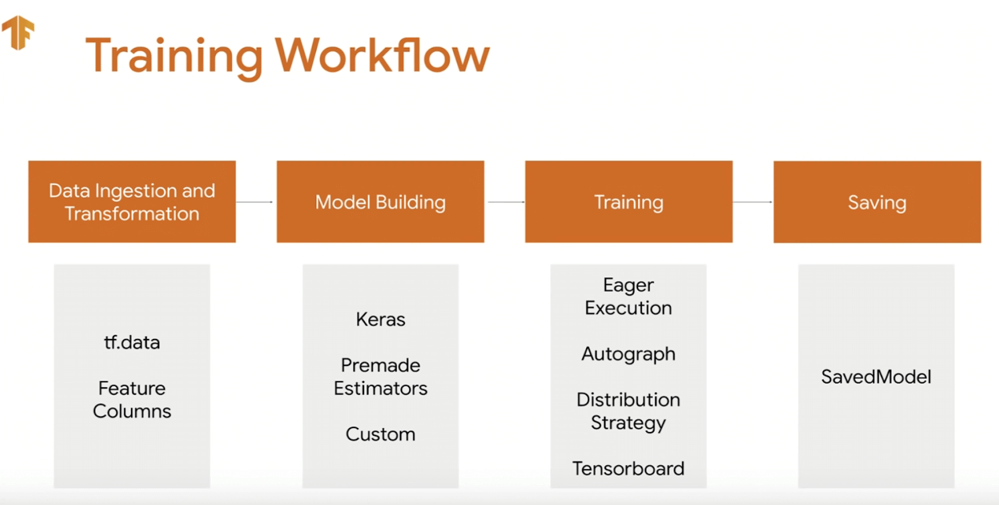 Training Workflow
Data Ingestion and
Transformation
Model Building
Training
Saving
tf.data
Feature
Columns
Keras
Premade
Estimators
Custom
Eager
Execution
Autograph
Distribution
Strategy
Tensorboard
SavedModel